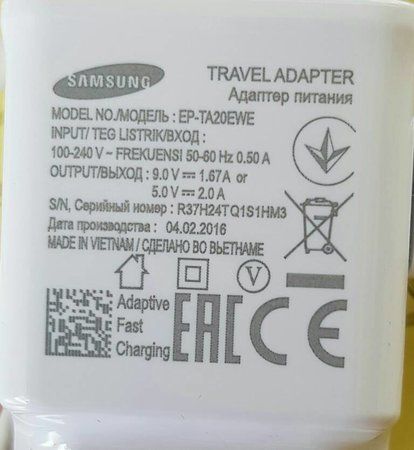 SAMSUNG
TRAVEL ADAPTER
Адаптер питания
MODEL NO./МОДЕЛЬ : EP-TA20EWE
INPUT/ TEG LISTRIK/ВХОД :
100-240 V ~ FREKUENSI 50-60 Hz 0.50 A
OUTPUT/ВЫХОД : 9.0 V ⎓ 1.67A or
5.0 V ⎓ 2.0 A
S/N, Серийный номер : R37H24TQ1S1HM3
Дата производства : 04.02.2016
MADE IN VIETNAM / СДЕЛАНО ВО ВЬЕТНАМЕ
V
Adaptive
Fast
Charging
EAC CE